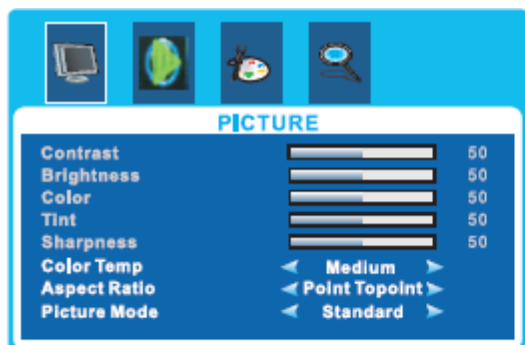 PICTURE
Contrast 50
Brightness 50
Color 50
Tint 50
Sharpness 50
Color Temp Medium
Aspect Ratio Point Topoint
Picture Mode Standard